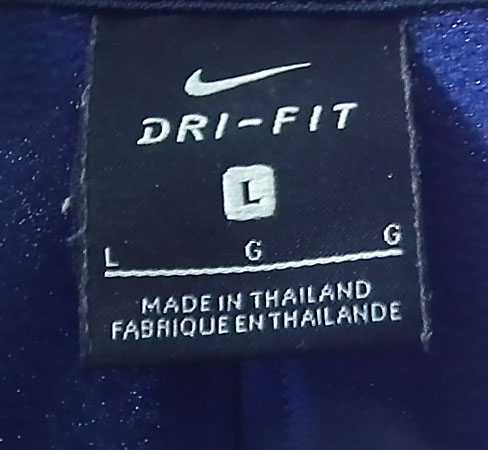 DRI-FIT
L
L G G
MADE IN THAILAND
FABRIQUE EN THAILANDE